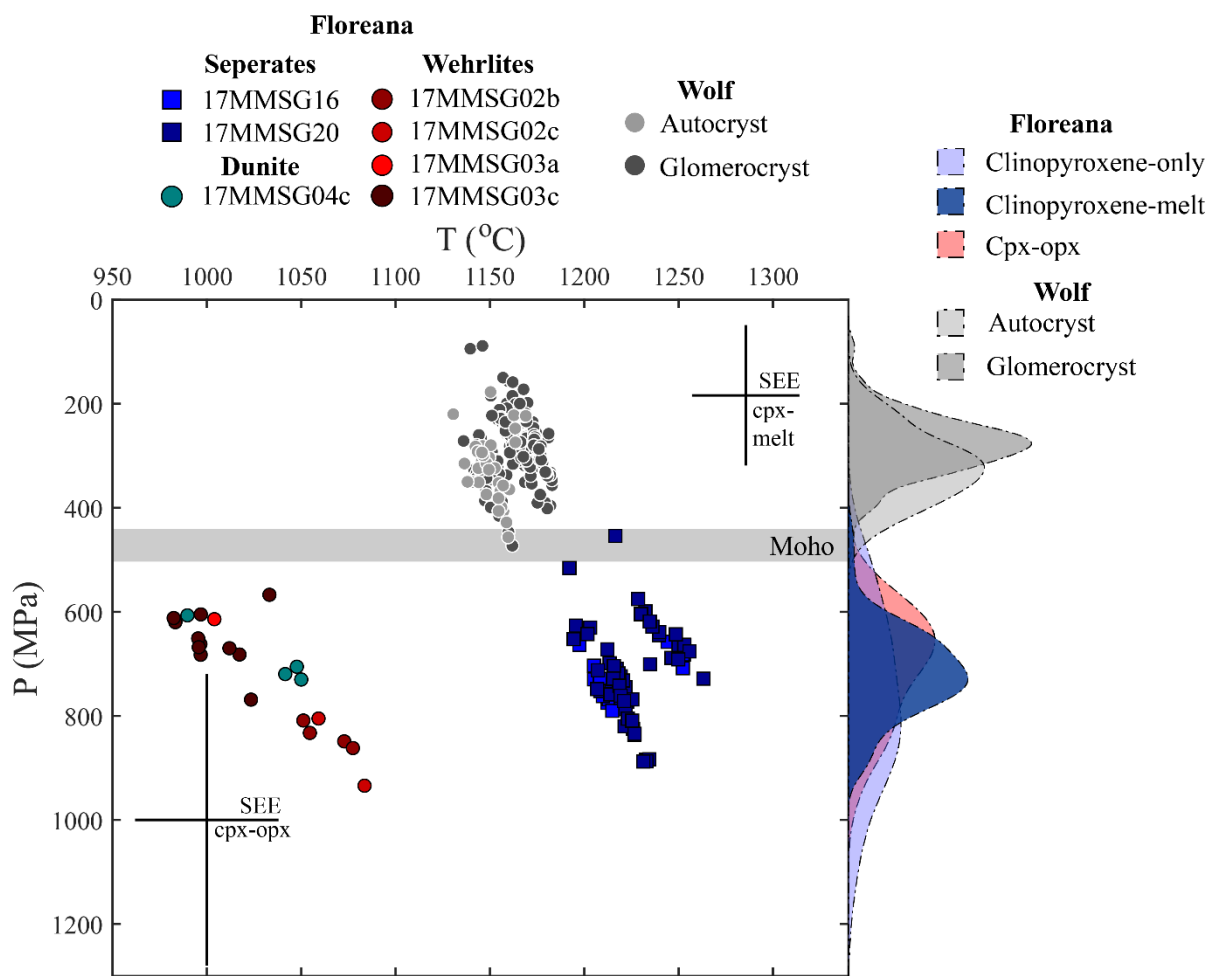 Floreana
Seperates
17MMSG16
17MMSG20
Dunite
17MMSG04c
Wehrlites
17MMSG02b
17MMSG02c
17MMSG03a
17MMSG03c
Wolf
Autocryst
Glomerocryst
Floreana
Clinopyroxene-only
Clinopyroxene-melt
Cpx-opx
Wolf
Autocryst
Glomerocryst
T (°C)
950 1000 1050 1100 1150 1200 1250 1300
P (MPa)
0
200
400
600
800
1000
1200
SEE
cpx-
melt
Moho
SEE
cpx-opx